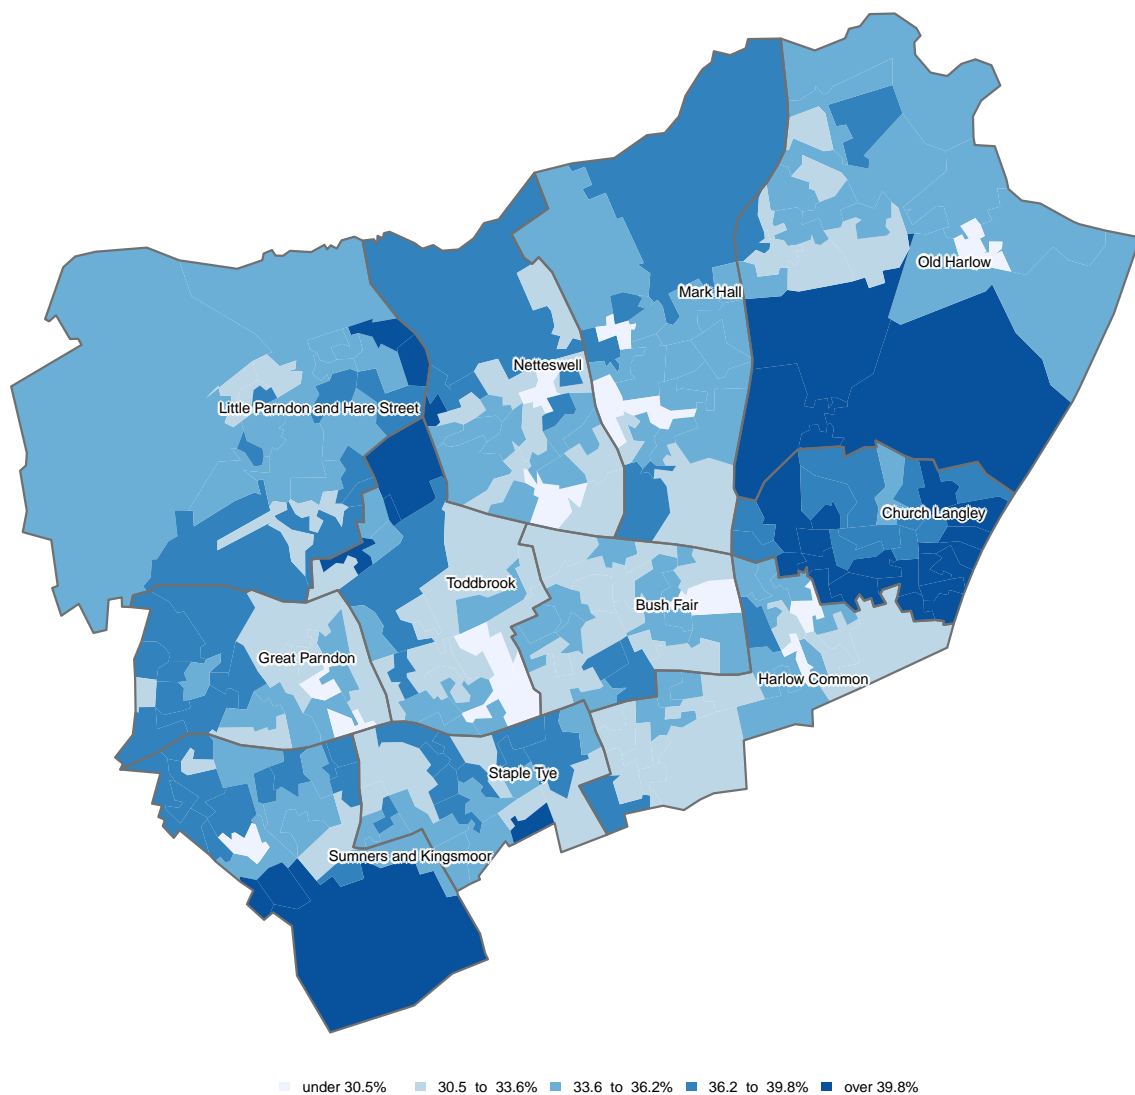 Old Harlow
Mark Hall
Netteswell
Little Parndon and Hare Street
Church Langley
Toddbrook
Bush Fair
Great Parndon
Harlow Common
Staple Tye
Sumners and Kingsmoor
under 30.5% 30.5 to 33.6% 33.6 to 36.2% 36.2 to 39.8% over 39.8%